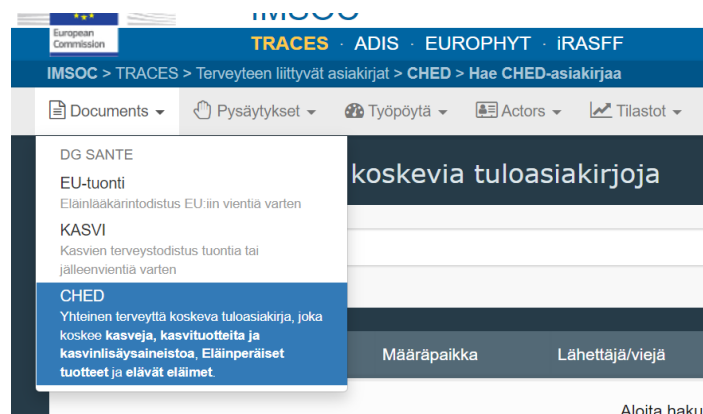 IMSOC
European
Commission
TRACES · ADIS · EUROPHYT · iRASFF
IMSOC > TRACES > Terveyteen liittyvät asiakirjat > CHED > Hae CHED-asiakirjaa
Documents Pysäytykset Työpöytä Actors Tilastot
koskevia tuloasiakirjoja
DG SANTE
EU-tuonti
Eläinlääkärintodistus EU:iin vientiä varten
KASVI
Kasvien terveystodistus tuontia tai
jälleenvientiä varten
CHED
Yhteinen terveyttä koskeva tuloasiakirja, joka
koskee kasveja, kasvituotteita ja
kasvinlisäysaineistoa, Eläinperäiset
tuotteet ja elävät eläimet.
Määräpaikka Lähettäjä/viejä
Aloita haku